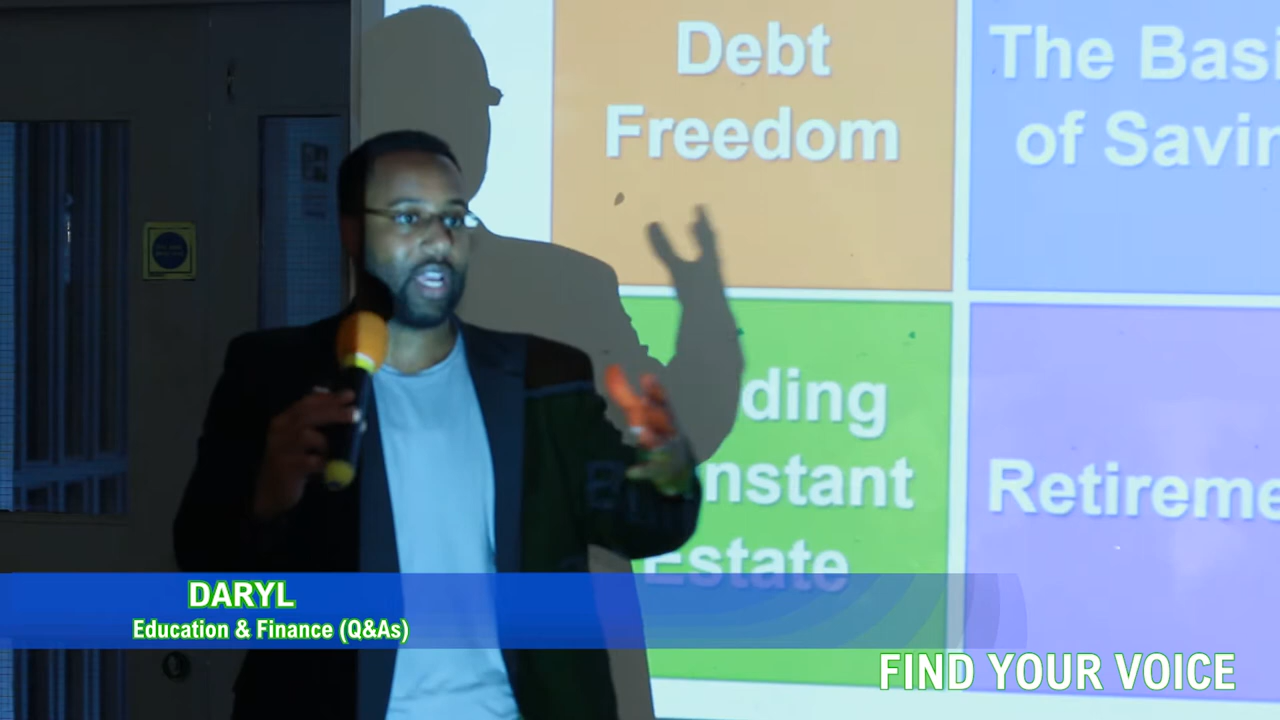 Debt
Freedom
The Basi
of Savin
ding
nstant
Estate
Retireme
DARYL
Education & Finance (Q&As)
FIND YOUR VOICE